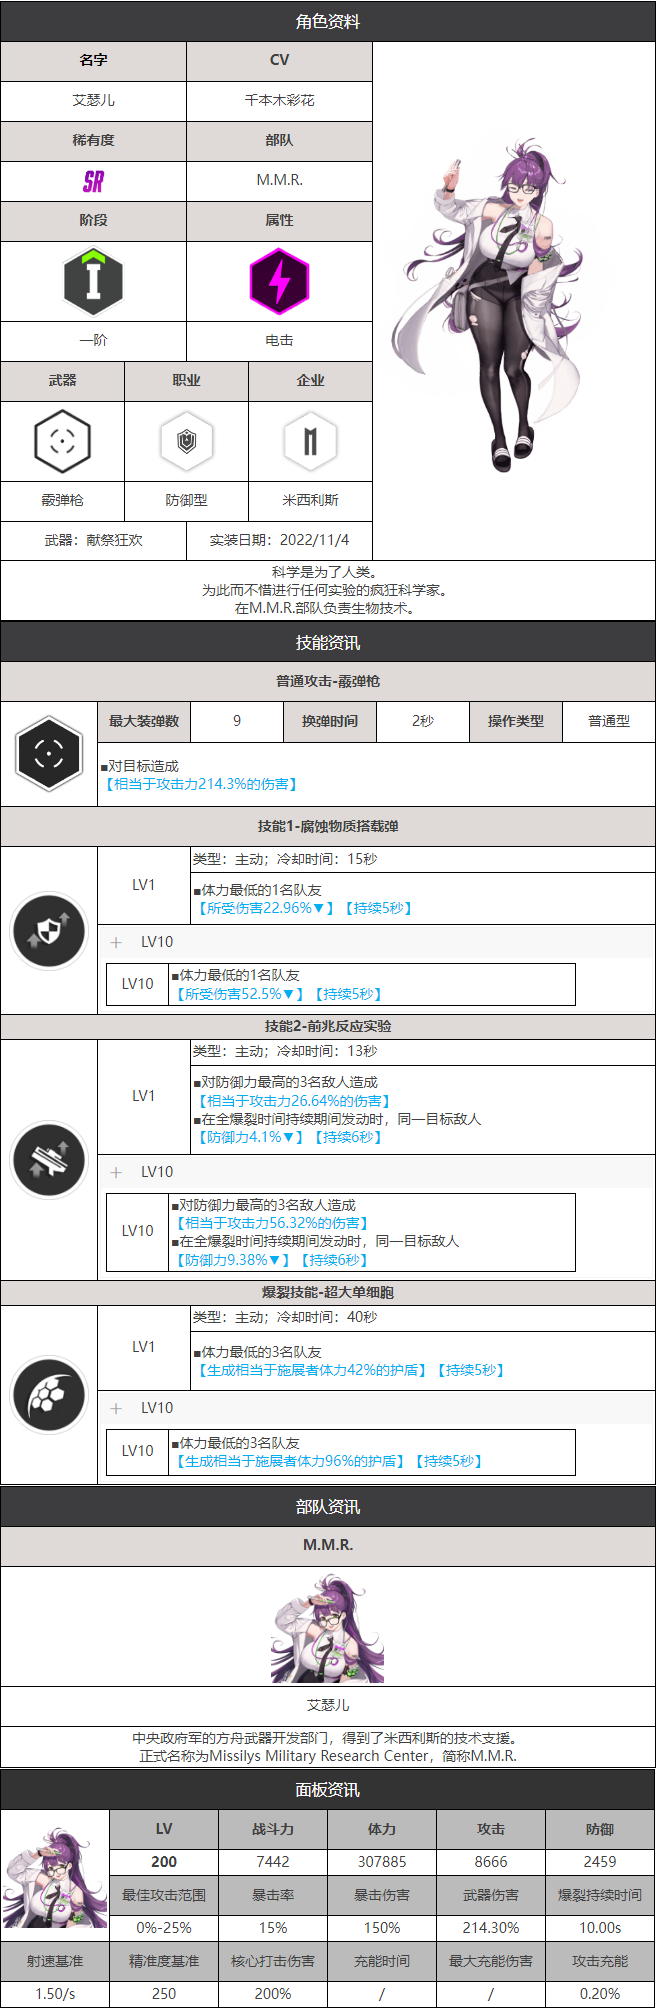 角色资料
名字
CV
艾瑟儿
千本木彩花
稀有度
部队
SR
M.M.R.
阶段
属性
I
一阶
电击
武器
职业
企业
霰弹枪
防御型
米西利斯
武器：献祭狂欢
实装日期：2022/11/4
科学是为了人类。
为此而不惜进行任何实验的疯狂科学家。
在M.M.R.部队负责生物技术。
技能资讯
普通攻击-霰弹枪
最大装弹数
9
换弹时间
2秒
操作类型
普通型
■对目标造成
【相当于攻击力214.3%的伤害】
技能1-腐蚀物质搭载弹
LV1
类型：主动；冷却时间：15秒
■体力最低的1名队友
【所受伤害22.96%▼】【持续5秒】
+ LV10
LV10
■体力最低的1名队友
【所受伤害52.5%▼】【持续5秒】
技能2-前兆反应实验
LV1
类型：主动；冷却时间：13秒
■对防御力最高的3名敌人造成
【相当于攻击力26.64%的伤害】
■在全爆裂时间持续期间发动时，同一目标敌人
【防御力4.1%▼】【持续6秒】
+ LV10
LV10
■对防御力最高的3名敌人造成
【相当于攻击力56.32%的伤害】
■在全爆裂时间持续期间发动时，同一目标敌人
【防御力9.38%▼】【持续6秒】
爆裂技能-超大单细胞
LV1
类型：主动；冷却时间：40秒
■体力最低的3名队友
【生成相当于施展者体力42%的护盾】【持续5秒】
+ LV10
LV10
■体力最低的3名队友
【生成相当于施展者体力96%的护盾】【持续5秒】
部队资讯
M.M.R.
艾瑟儿
中央政府军的方舟武器开发部门，得到了米西利斯的技术支援。
正式名称为Missilys Military Research Center，简称M.M.R.
面板资讯
LV
战斗力
体力
攻击
防御
200
7442
307885
8666
2459
最佳攻击范围
暴击率
暴击伤害
武器伤害
爆裂持续时间
0%-25%
15%
150%
214.30%
10.00s
射速基准
精准度基准
核心打击伤害
充能时间
最大充能伤害
攻击充能
1.50/s
250
200%
/
/
0.20%